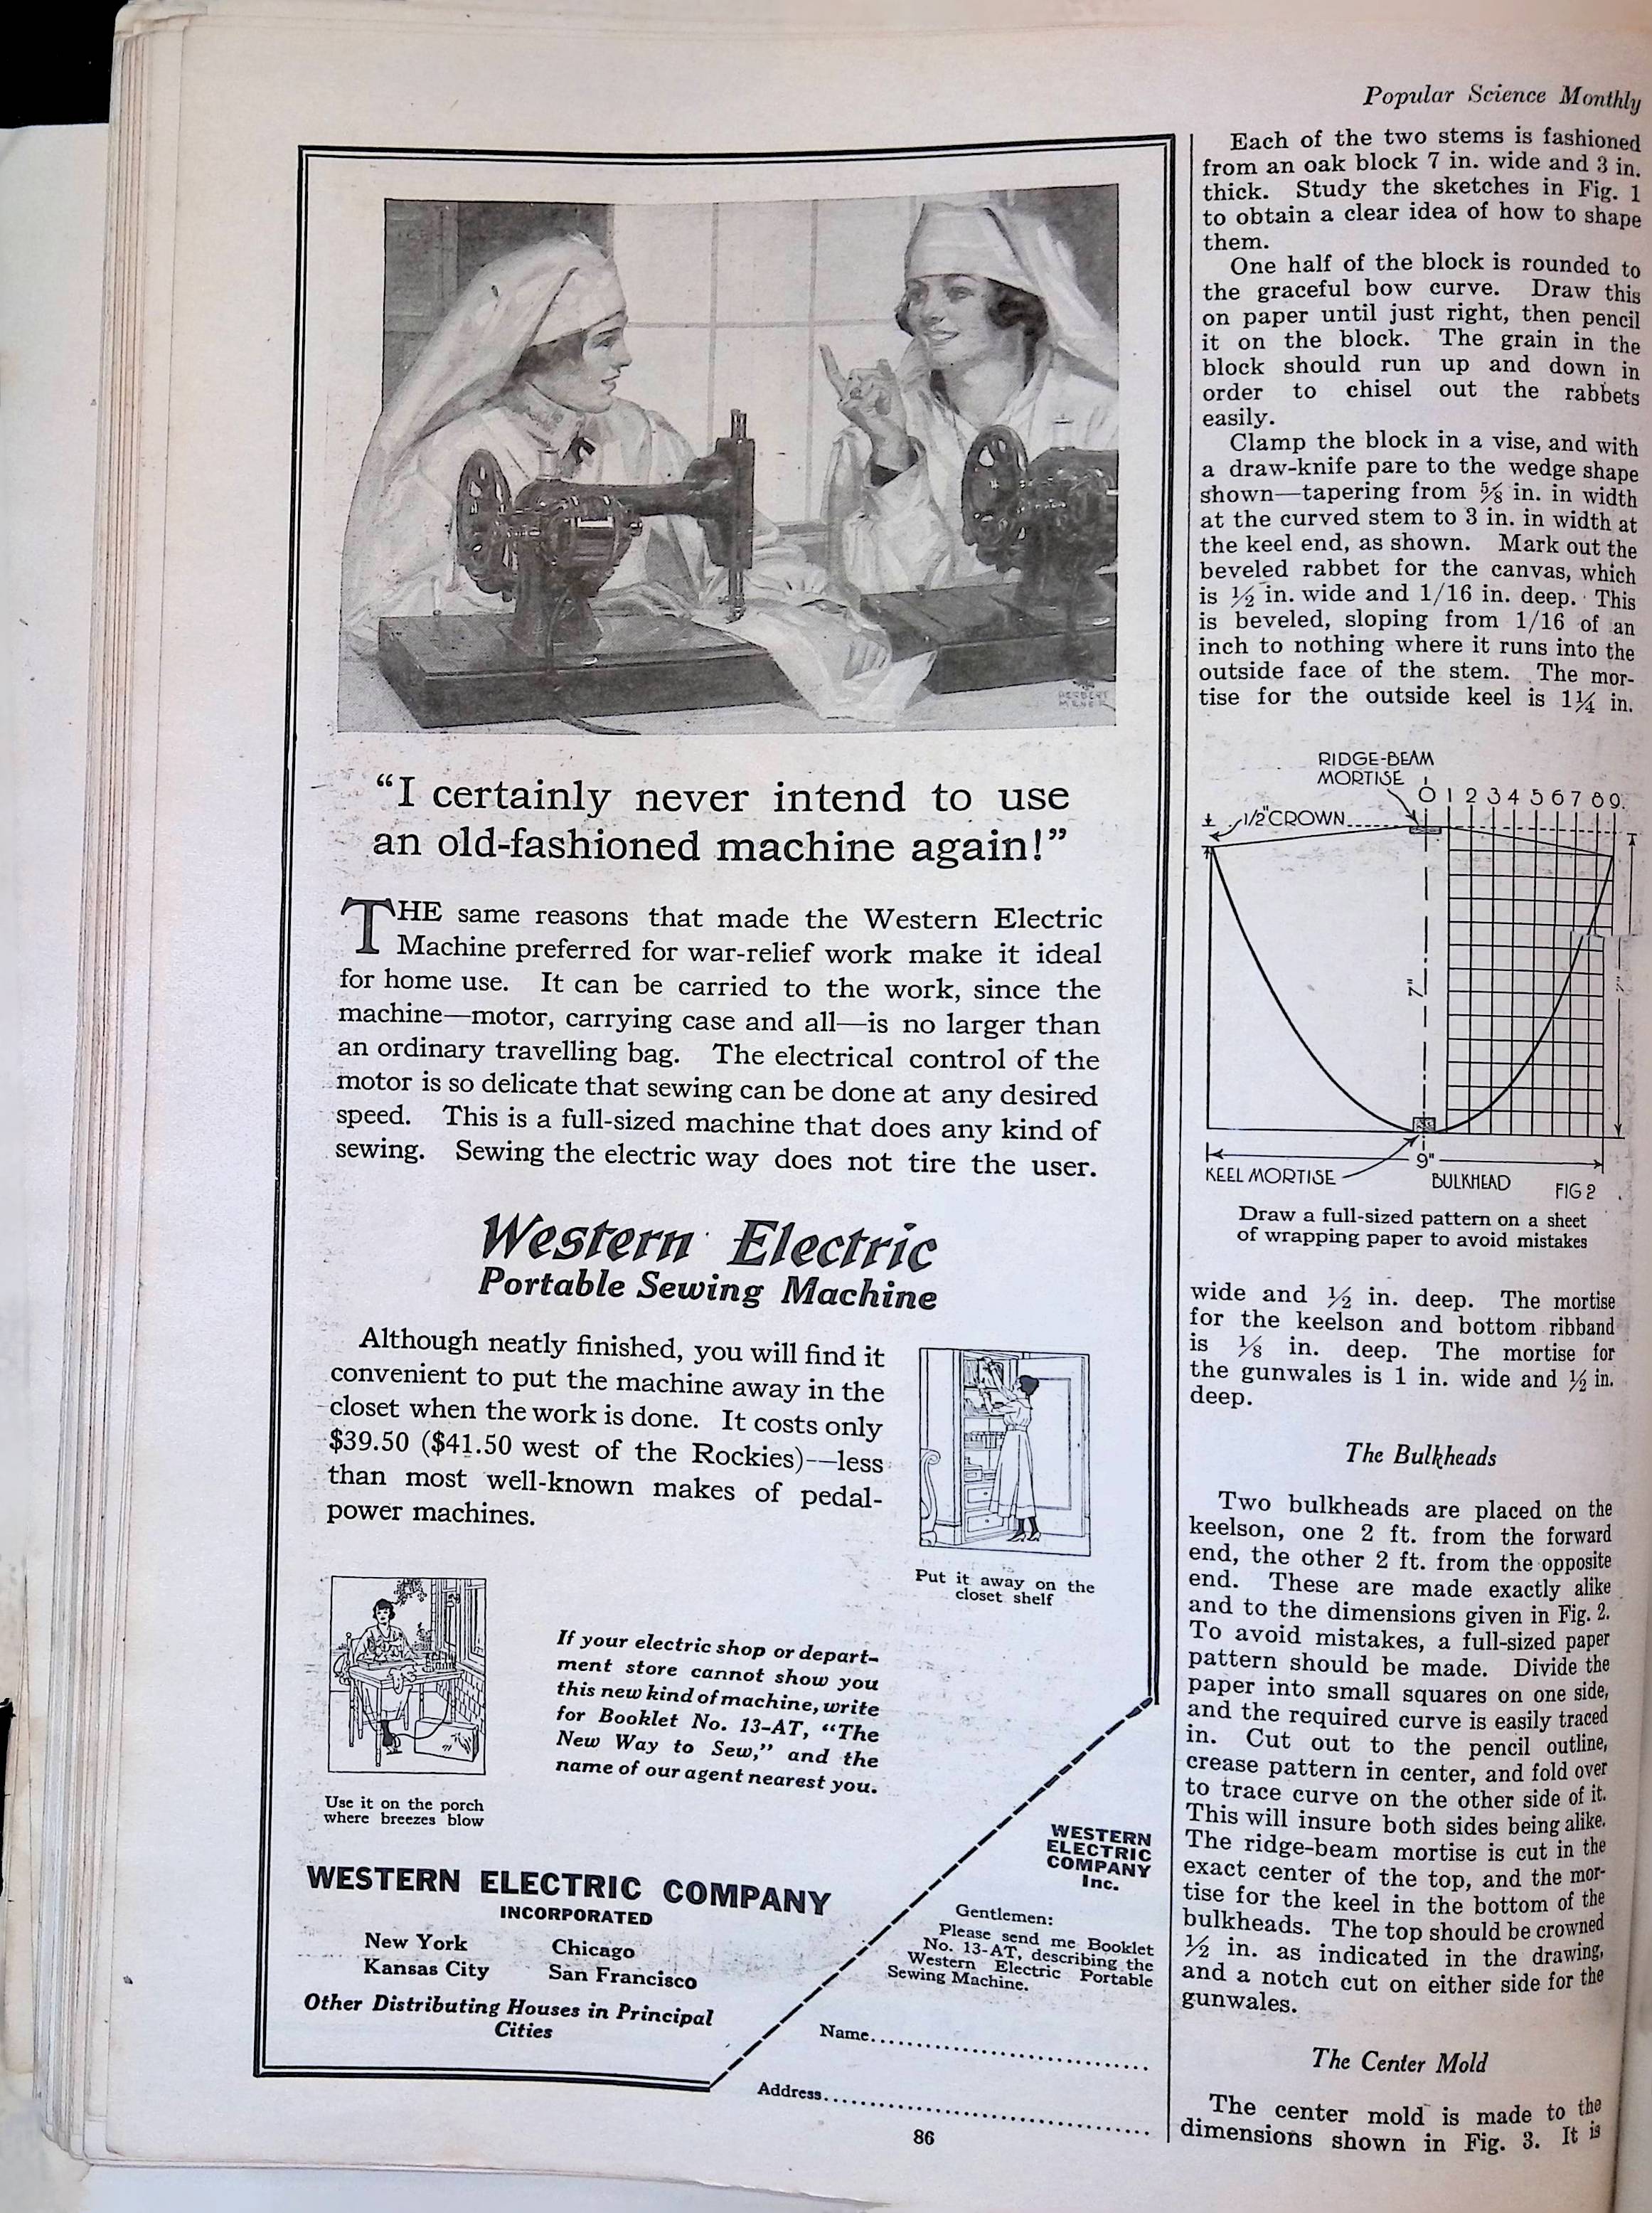 Popular Science Monthly
HERBERT
“I certainly never intend to use
an old-fashioned machine again!”
THE same reasons that made the Western Electric
Machine preferred for war-relief work make it ideal
for home use. It can be carried to the work, since the
machine—motor, carrying case and all—is no larger than
an ordinary travelling bag. The electrical control of the
motor is so delicate that sewing can be done at any desired
speed. This is a full-sized machine that does any kind of
sewing. Sewing the electric way does not tire the user.
Western Electric
Portable Sewing Machine
Although neatly finished, you will find it
convenient to put the machine away in the
closet when the work is done. It costs only
$39.50 ($41.50 west of the Rockies)—less
than most well-known makes of pedal-
power machines.
Put it away on the
closet shelf
Use it on the porch
where breezes blow
If your electric shop or depart-
ment store cannot show you
this new kind of machine, write
for Booklet No. 13-AT, “The
New Way to Sew,” and the
name of our agent nearest you.
WESTERN ELECTRIC COMPANY
INCORPORATED
New York Chicago
Kansas City San Francisco
Other Distributing Houses in Principal
Cities
WESTERN
ELECTRIC
COMPANY
Inc.
Gentlemen:
Please send me Booklet
No. 13-AT, describing the
Western Electric Portable
Sewing Machine.
Name
Address
86
Each of the two stems is fashioned
from an oak block 7 in. wide and 3 in.
thick. Study the sketches in Fig. 1
to obtain a clear idea of how to shape
them.
One half of the block is rounded to
the graceful bow curve. Draw this
on paper until just right, then pencil
it on the block. The grain in the
block should run up and down in
order to chisel out the rabbets
easily.
Clamp the block in a vise, and with
a draw-knife pare to the wedge shape
shown—tapering from ⅝ in. in width
at the curved stem to 3 in. in width at
the keel end, as shown. Mark out the
beveled rabbet for the canvas, which
is ½ in. wide and 1/16 in. deep. This
is beveled, sloping from 1/16 of an
inch to nothing where it runs into the
outside face of the stem. The mor-
tise for the outside keel is 1¼ in.
RIDGE-BEAM
MORTISE
0 1 2 3 4 5 6 7 8 9
1/2" CROWN
7"
9"
KEEL MORTISE
BULKHEAD
FIG 2
Draw a full-sized pattern on a sheet
of wrapping paper to avoid mistakes
wide and ½ in. deep. The mortise
for the keelson and bottom ribband
is ⅛ in. deep. The mortise for
the gunwales is 1 in. wide and ½ in.
deep.
The Bulkheads
Two bulkheads are placed on the
keelson, one 2 ft. from the forward
end, the other 2 ft. from the opposite
end. These are made exactly alike
and to the dimensions given in Fig. 2.
To avoid mistakes, a full-sized paper
pattern should be made. Divide the
paper into small squares on one side,
and the required curve is easily traced
in. Cut out to the pencil outline,
crease pattern in center, and fold over
to trace curve on the other side of it.
This will insure both sides being alike.
The ridge-beam mortise is cut in the
exact center of the top, and the mor-
tise for the keel in the bottom of the
bulkheads. The top should be crowned
½ in. as indicated in the drawing,
and a notch cut on either side for the
gunwales.
The Center Mold
The center mold is made to the
dimensions shown in Fig. 3. It is